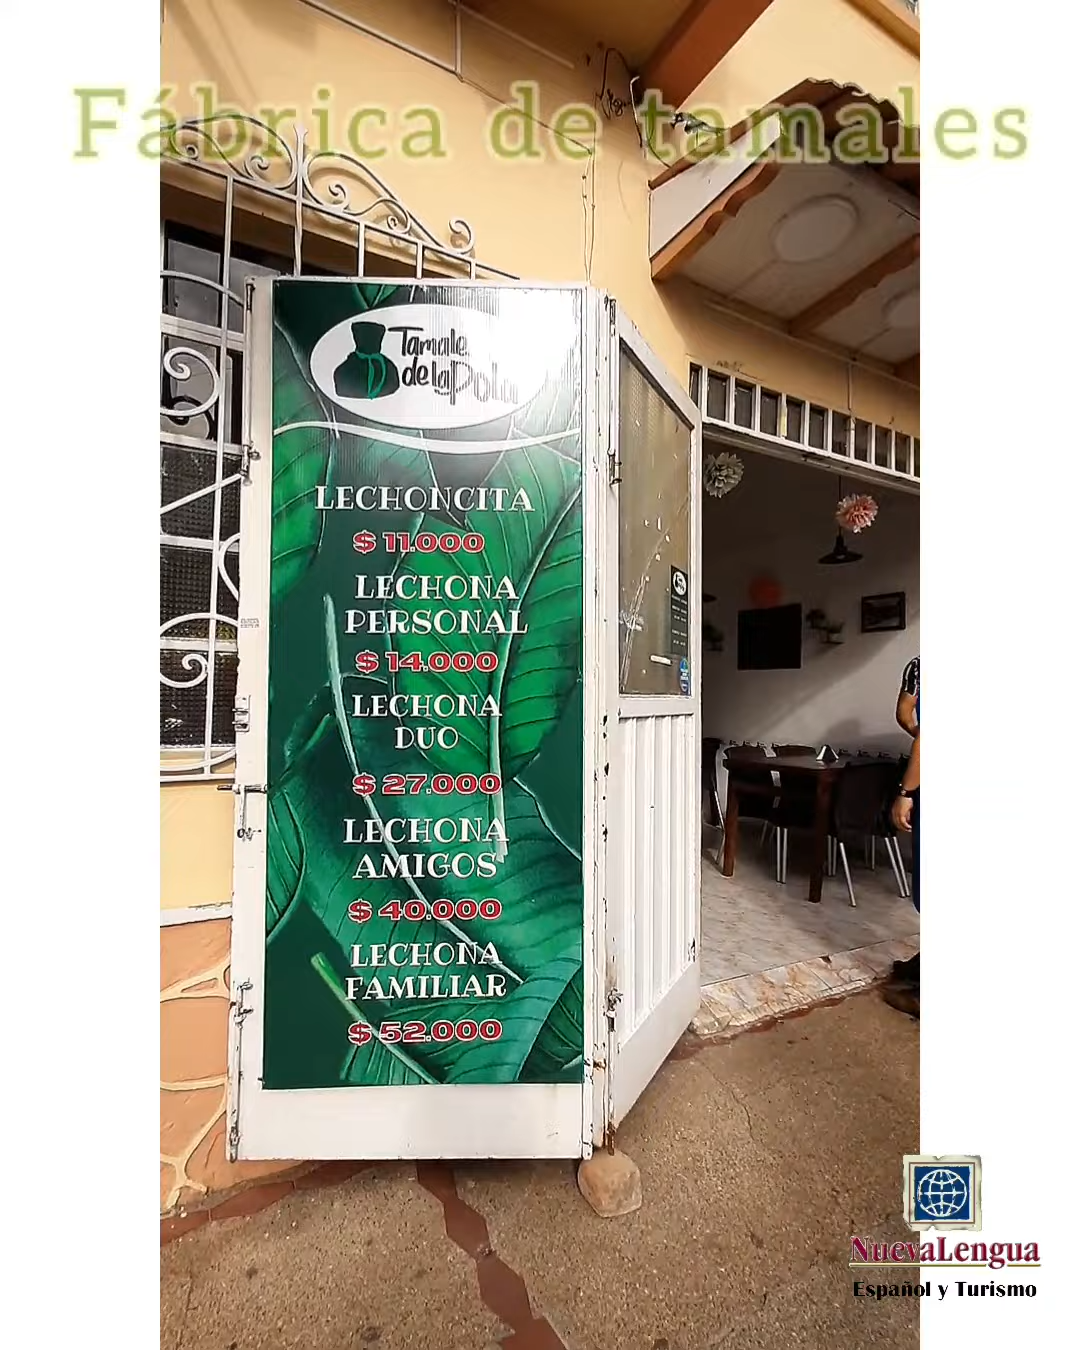 Fábrica de tamales
Tamales
de la Pola
LECHONCITA
$ 11.000
LECHONA
PERSONAL
$ 14.000
LECHONA
DUO
$ 27.000
LECHONA
AMIGOS
$ 40.000
LECHONA
FAMILIAR
$ 52.000
NuevaLengua
Español y Turismo